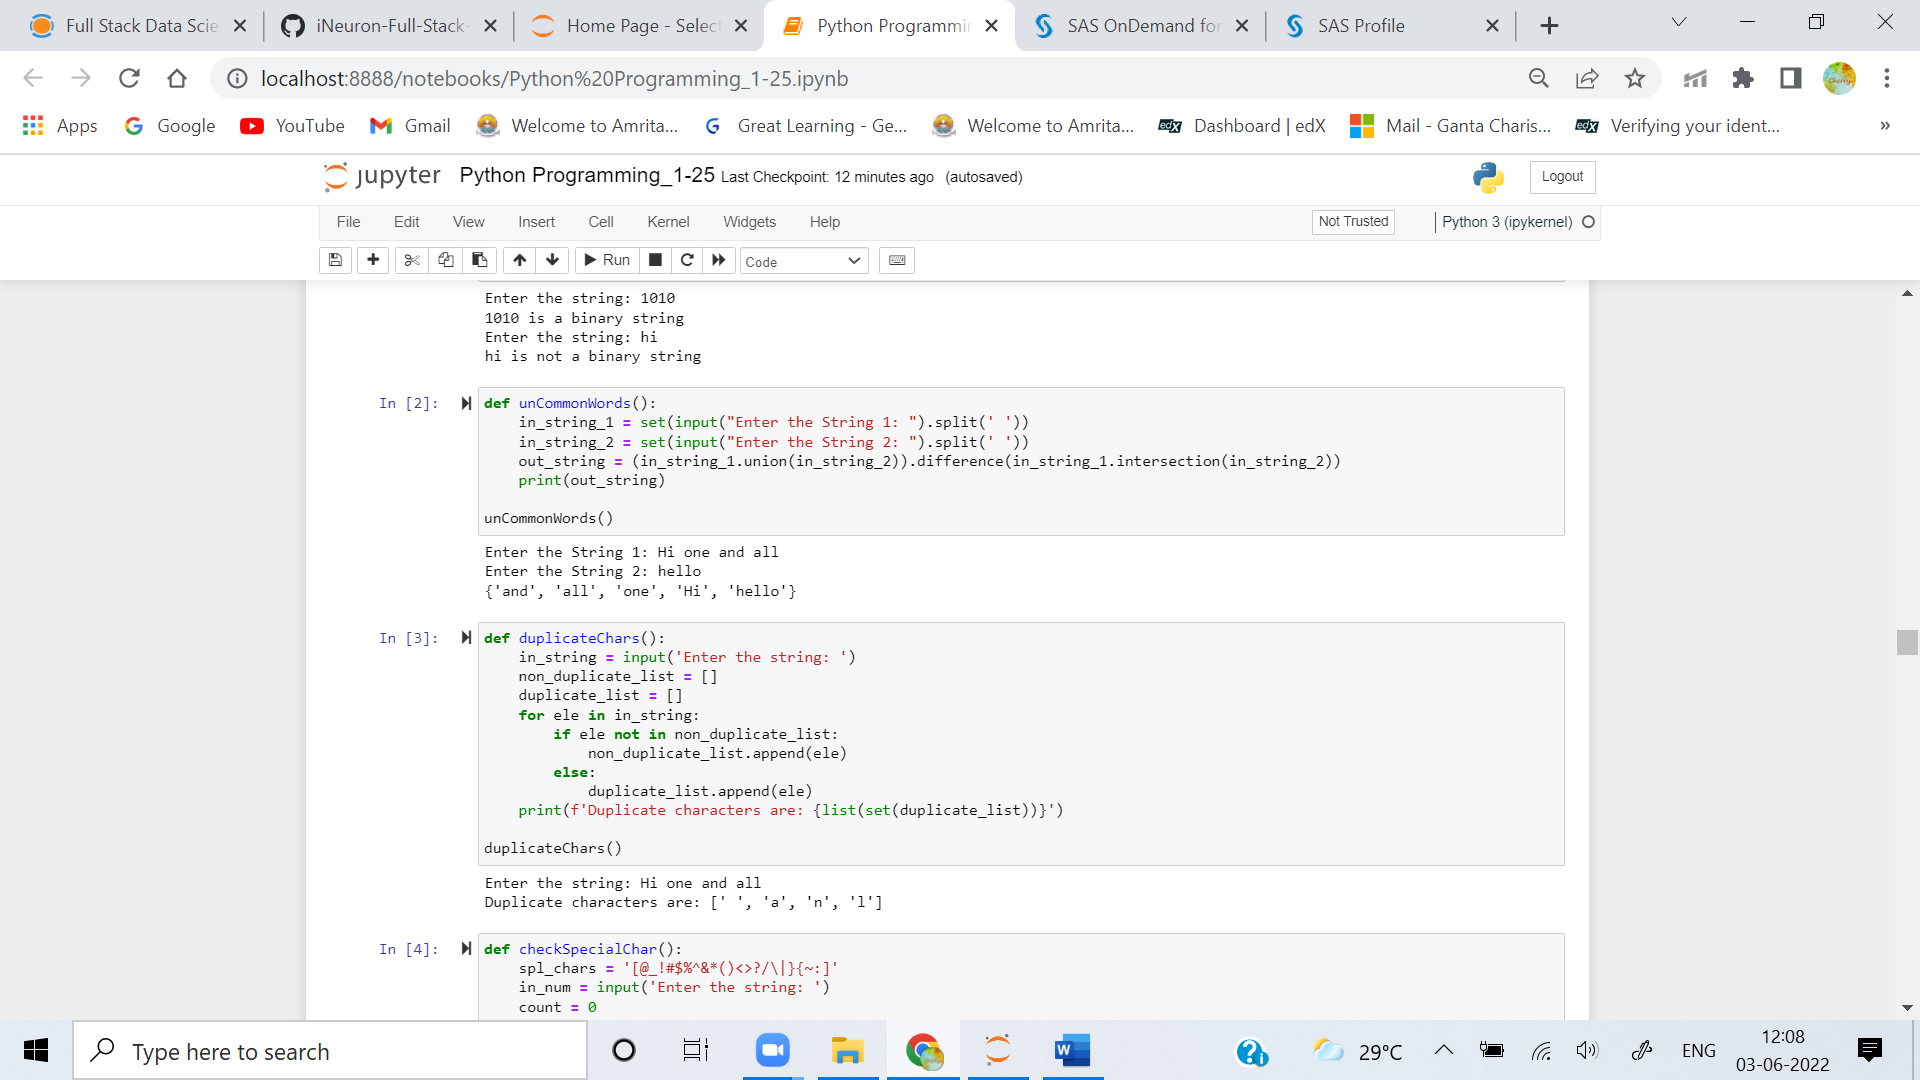 Full Stack Data Scie
iNeuron-Full-Stack-
Home Page - Select
Python Programmin
SAS OnDemand for
SAS Profile
localhost:8888/notebooks/Python%20Programming_1-25.ipynb
Apps
Google
YouTube
Gmail
Welcome to Amrita...
Great Learning - Ge...
Welcome to Amrita...
Dashboard | edX
Mail - Ganta Charis...
Verifying your ident...
»
jupyter Python Programming_1-25 Last Checkpoint: 12 minutes ago (autosaved)
Logout
File Edit View Insert Cell Kernel Widgets Help
Not Trusted
Python 3 (ipykernel)
Run
Code
Enter the string: 1010
1010 is a binary string
Enter the string: hi
hi is not a binary string
In [2]:
def unCommonWords():
    in_string_1 = set(input("Enter the String 1: ").split(' '))
    in_string_2 = set(input("Enter the String 2: ").split(' '))
    out_string = (in_string_1.union(in_string_2)).difference(in_string_1.intersection(in_string_2))
    print(out_string)
unCommonWords()
Enter the String 1: Hi one and all
Enter the String 2: hello
{'and', 'all', 'one', 'Hi', 'hello'}
In [3]:
def duplicateChars():
    in_string = input('Enter the string: ')
    non_duplicate_list = []
    duplicate_list = []
    for ele in in_string:
        if ele not in non_duplicate_list:
            non_duplicate_list.append(ele)
        else:
            duplicate_list.append(ele)
    print(f'Duplicate characters are: {list(set(duplicate_list))}')
duplicateChars()
Enter the string: Hi one and all
Duplicate characters are: [' ', 'a', 'n', 'l']
In [4]:
def checkSpecialChar():
    spl_chars = '[@_!#$%^&*()<>?/\|}{~:]'
    in_num = input('Enter the string: ')
    count = 0
Type here to search
29°C
ENG
12:08
03-06-2022